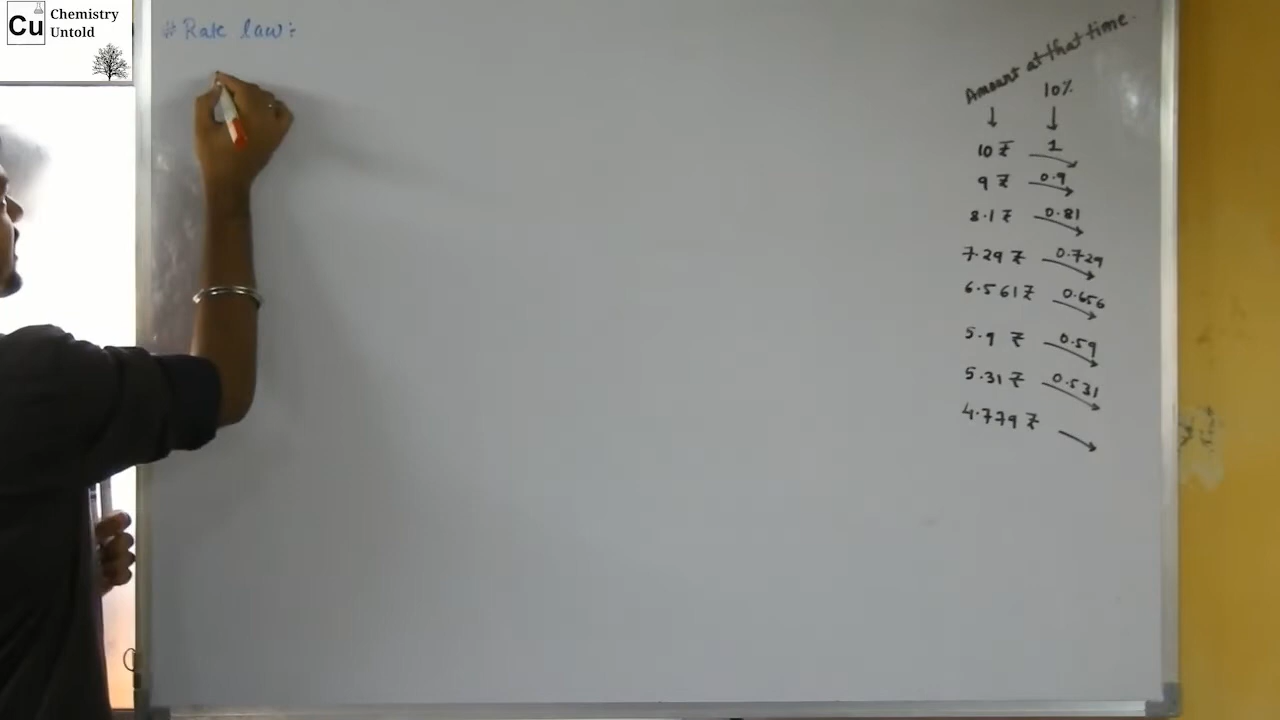 Cu
Chemistry
Untold
# Rate law:
Amount at that time.
10%
↓ ↓
10 ₹ → 1
9 ₹ → 0.9
8.1 ₹ → 0.81
7.29 ₹ → 0.729
6.561 ₹ → 0.656
5.9 ₹ → 0.59
5.31 ₹ → 0.531
4.779 ₹ →